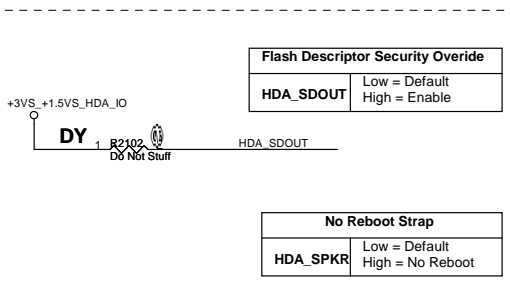 Flash Descriptor Security Overide
HDA_SDOUT
Low = Default
High = Enable
+3VS_+1.5VS_HDA_IO
DY
1
R2102
HDA_SDOUT
Do Not Stuff
No Reboot Strap
HDA_SPKR
Low = Default
High = No Reboot